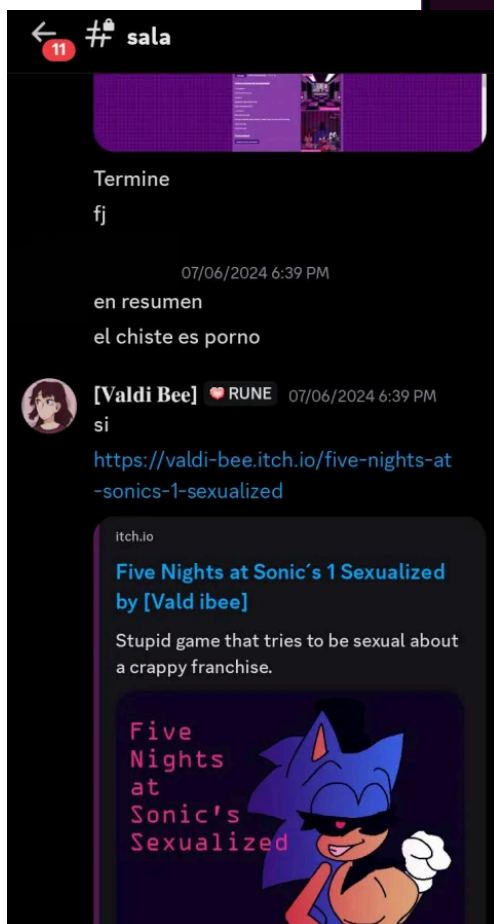 11 # sala
Termine
fj
07/06/2024 6:39 PM
en resumen
el chiste es porno
[Valdi Bee] RUNE 07/06/2024 6:39 PM
si
https://valdi-bee.itch.io/five-nights-at
-sonics-1-sexualized
itch.io
Five Nights at Sonic´s 1 Sexualized
by [Vald ibee]
Stupid game that tries to be sexual about
a crappy franchise.
Five
Nights
at
Sonic's
Sexualized